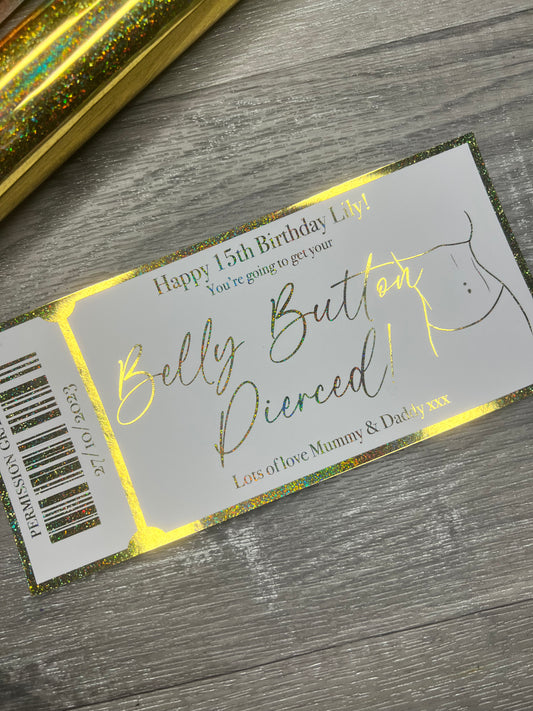 Happy 15th Birthday Lily!
You're going to get your
Belly Button
Pierced!
Lots of love Mummy & Daddy xxx
27/10/2023
PERMISSION